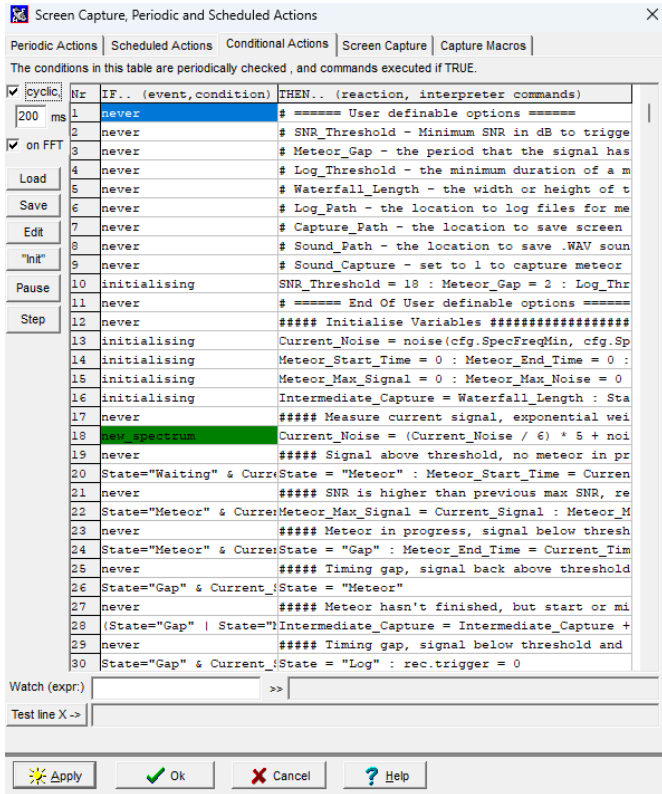 Screen Capture, Periodic and Scheduled Actions
Periodic Actions Scheduled Actions Conditional Actions Screen Capture Capture Macros
The conditions in this table are periodically checked , and commands executed if TRUE.
cyclic,
200 ms
on FFT
Load
Save
Edit
"Init"
Pause
Step
Nr IF.. (event,condition) THEN.. (reaction, interpreter commands)
1 never # ====== User definable options ======
2 never # SNR_Threshold - Minimum SNR in dB to trigge
3 never # Meteor_Gap - the period that the signal has
4 never # Log_Threshold - the minimum duration of a m
5 never # Waterfall_Length - the width or height of t
6 never # Log_Path - the location to log files for me
7 never # Capture_Path - the location to save screen
8 never # Sound_Path - the location to save .WAV soun
9 never # Sound_Capture - set to 1 to capture meteor
10 initialising SNR_Threshold = 18 : Meteor_Gap = 2 : Log_Thr
11 never # ====== End Of User definable options ======
12 never ##### Initialise Variables ##################
13 initialising Current_Noise = noise(cfg.SpecFreqMin, cfg.Sp
14 initialising Meteor_Start_Time = 0 : Meteor_End_Time = 0 :
15 initialising Meteor_Max_Signal = 0 : Meteor_Max_Noise = 0
16 initialising Intermediate_Capture = Waterfall_Length : Sta
17 never ##### Measure current signal, exponential wei
18 new_spectrum Current_Noise = (Current_Noise / 6) * 5 + noi
19 never ##### Signal above threshold, no meteor in pr
20 State="Waiting" & Curre State = "Meteor" : Meteor_Start_Time = Curren
21 never ##### SNR is higher than previous max SNR, re
22 State="Meteor" & Curre Meteor_Max_Signal = Current_Signal : Meteor_M
23 never ##### Meteor in progress, signal below thresh
24 State="Meteor" & Curre State = "Gap" : Meteor_End_Time = Current_Tim
25 never ##### Timing gap, signal back above threshold
26 State="Gap" & Current_S State = "Meteor"
27 never ##### Meteor hasn't finished, but start or mi
28 (State="Gap" | State="M Intermediate_Capture = Intermediate_Capture +
29 never ##### Timing gap, signal below threshold and
30 State="Gap" & Current_S State = "Log" : rec.trigger = 0
Watch (expr:) >>
Test line X ->
Apply Ok Cancel Help